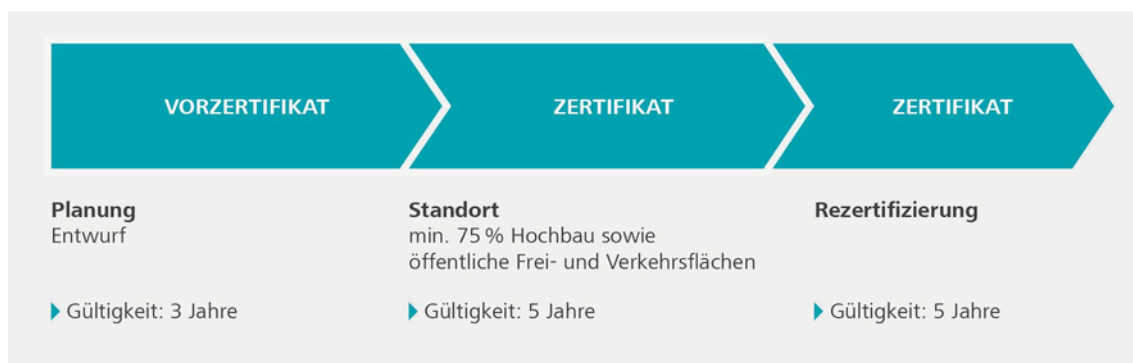 VORZERTIFIKAT
ZERTIFIKAT
ZERTIFIKAT
Planung
Entwurf
Gültigkeit: 3 Jahre
Standort
min. 75 % Hochbau sowie
öffentliche Frei- und Verkehrsflächen
Gültigkeit: 5 Jahre
Rezertifizierung
Gültigkeit: 5 Jahre